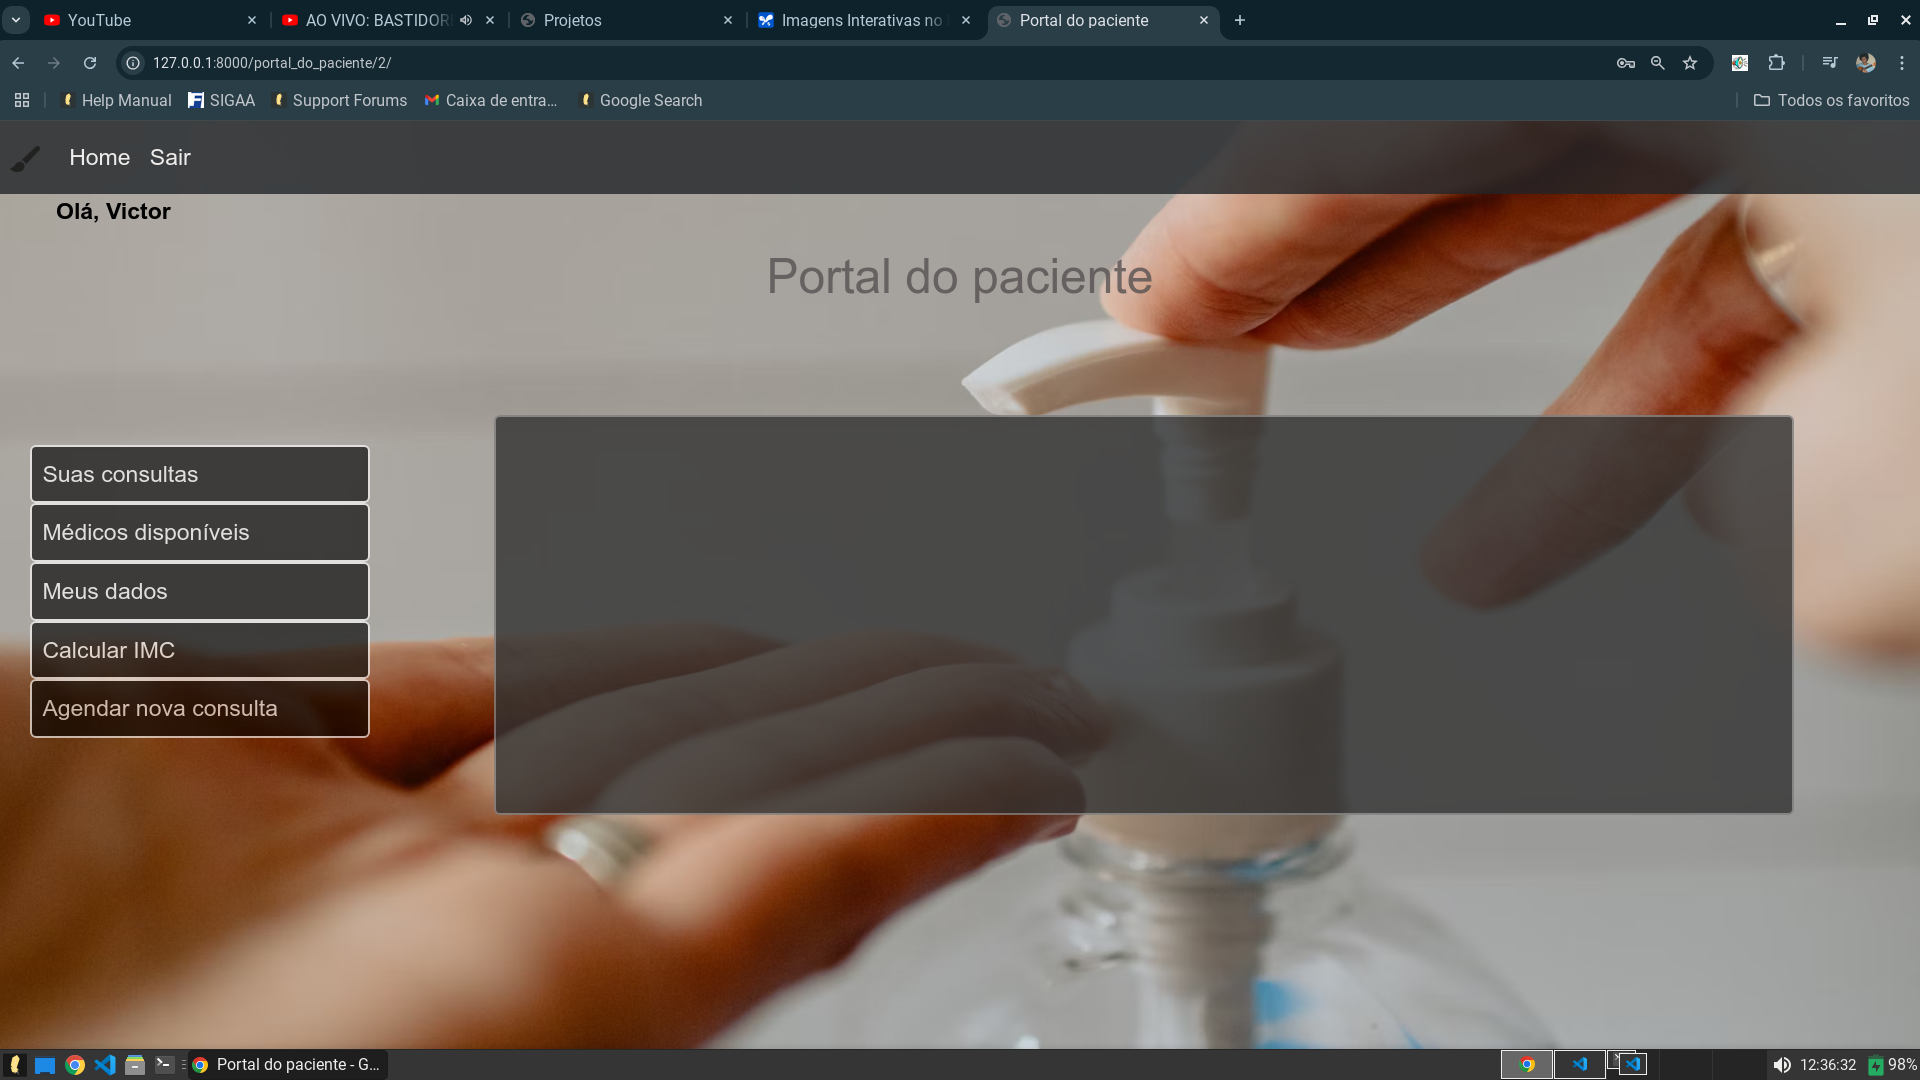 YouTube
AO VIVO: BASTIDOR
Projetos
Imagens Interativas no
Portal do paciente
127.0.0.1:8000/portal_do_paciente/2/
Help Manual
SIGAA
Support Forums
Caixa de entra...
Google Search
Todos os favoritos
Home
Sair
Olá, Victor
Portal do paciente
Suas consultas
Médicos disponíveis
Meus dados
Calcular IMC
Agendar nova consulta
Portal do paciente - G...
12:36:32
98%